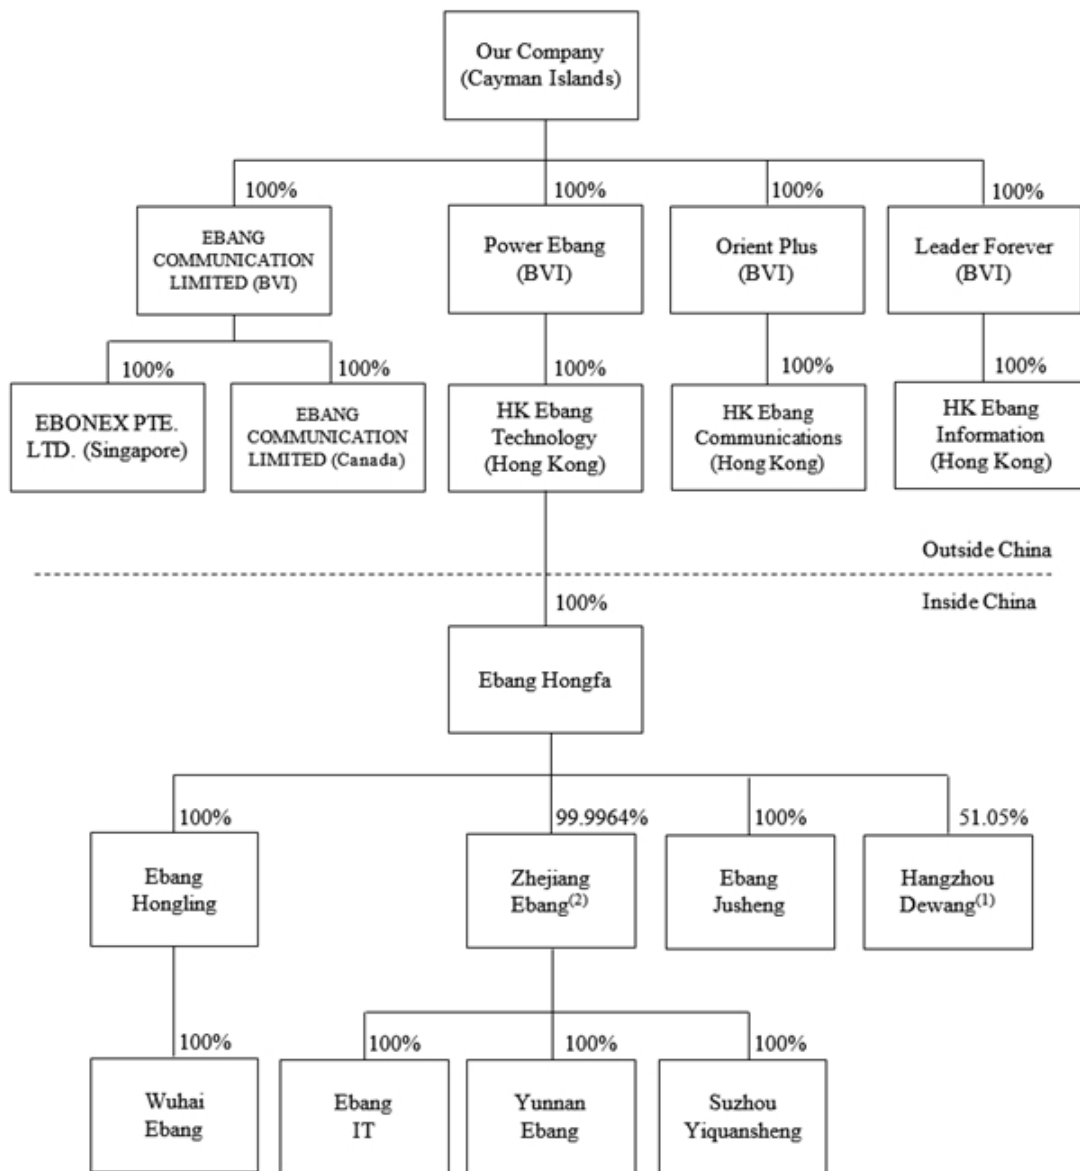 Our Company
(Cayman Islands)
100%
100%
100%
100%
EBANG
COMMUNICATION
LIMITED (BVI)
Power Ebang
(BVI)
Orient Plus
(BVI)
Leader Forever
(BVI)
100%
100%
100%
100%
100%
EBONEX PTE.
LTD. (Singapore)
EBANG
COMMUNICATION
LIMITED (Canada)
HK Ebang
Technology
(Hong Kong)
HK Ebang
Communications
(Hong Kong)
HK Ebang
Information
(Hong Kong)
Outside China
Inside China
100%
Ebang Hongfa
100%
99.9964%
100%
51.05%
Ebang
Hongling
Zhejiang
Ebang(2)
Ebang
Jusheng
Hangzhou
Dewang(1)
100%
100%
100%
100%
Wuhai
Ebang
Ebang
IT
Yunnan
Ebang
Suzhou
Yiquansheng